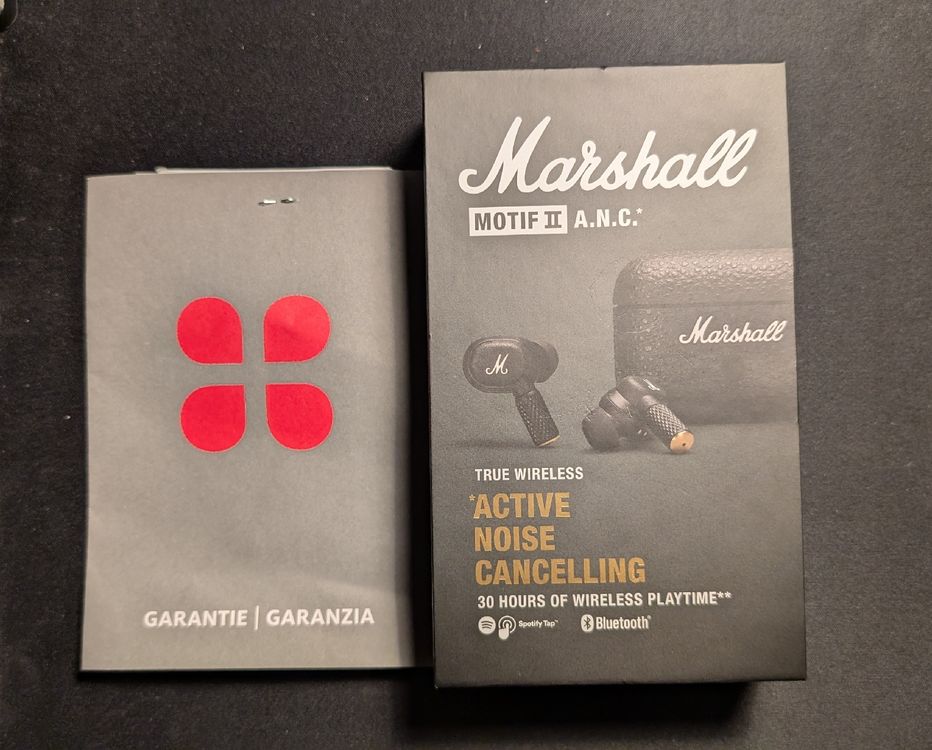 GARANTIE | GARANZIA
Marshall
MOTIF II A.N.C.*
Marshall
M
TRUE WIRELESS
*ACTIVE
NOISE
CANCELLING
30 HOURS OF WIRELESS PLAYTIME**
Spotify Tap™ Bluetooth®